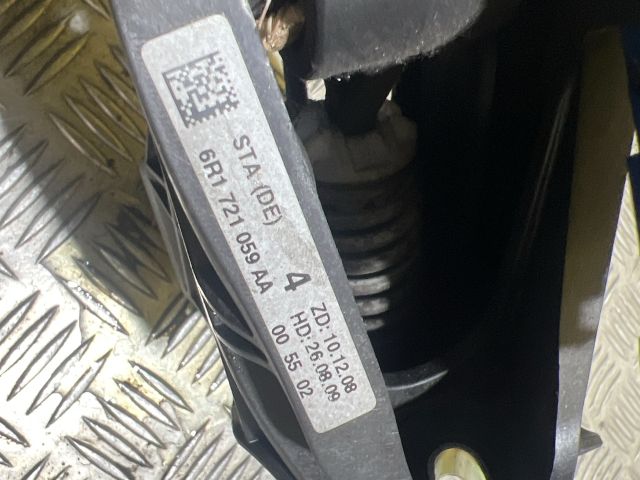 STA (DE)
6R1 721 059 AA
4
ZD: 10.12.08
HD: 26.08.09
00 55 02